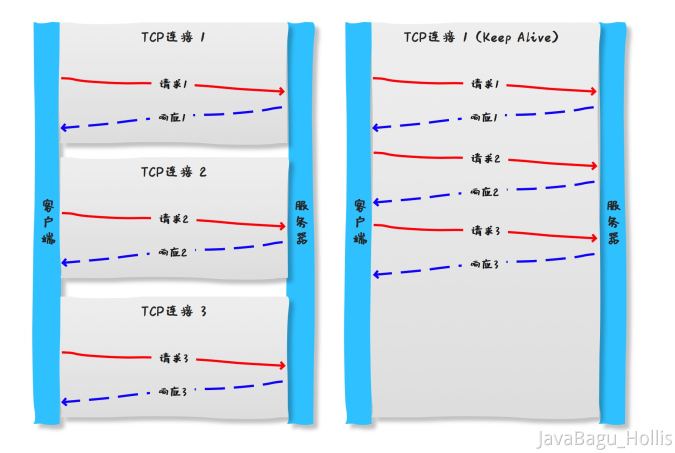 TCP连接 1
请求1
响应1
TCP连接 2
请求2
响应2
TCP连接 3
请求3
响应3
客户端
服务器
TCP连接 1 (Keep Alive)
请求1
响应1
请求2
响应2
请求3
响应3
客户端
服务器
JavaBagu_Hollis